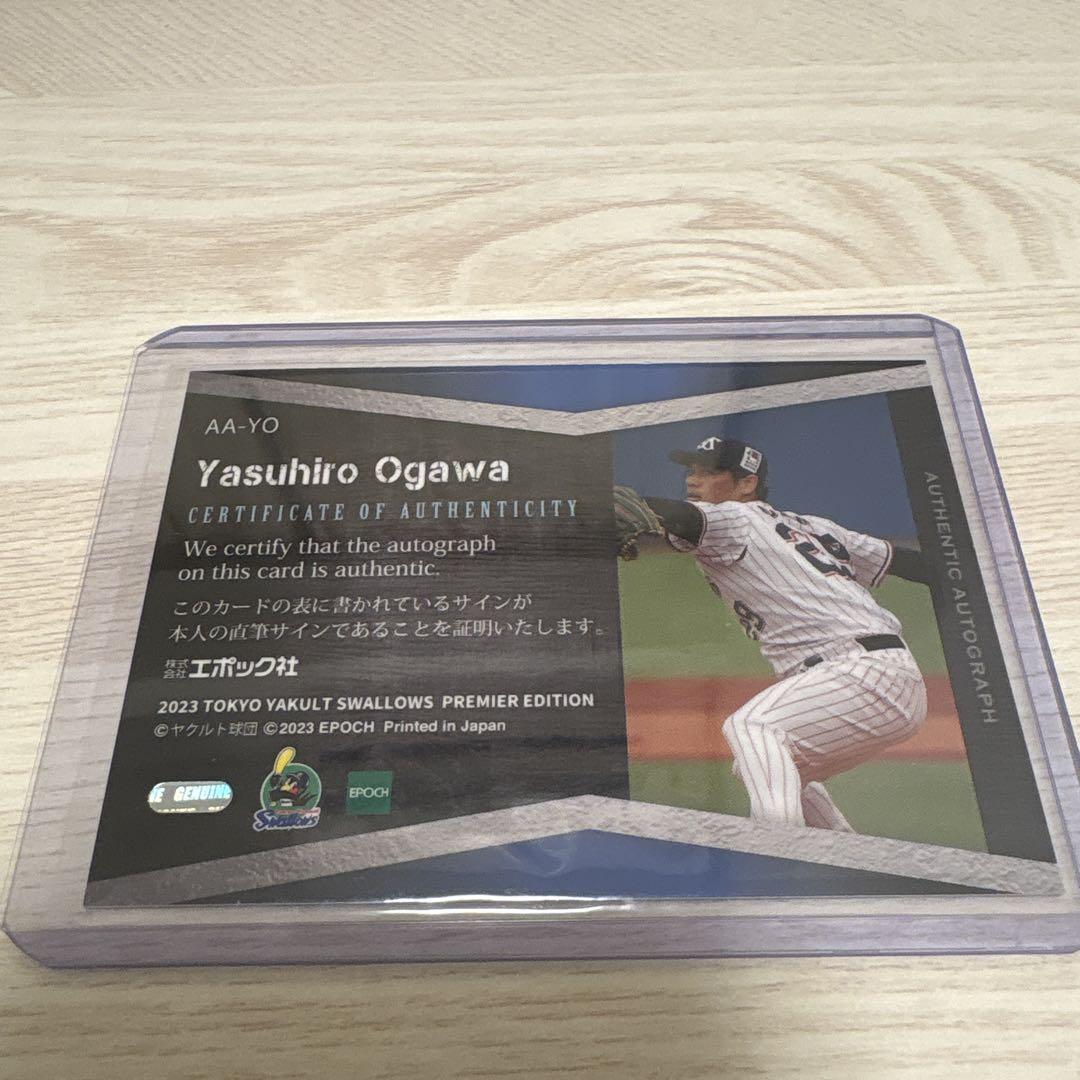 AA-YO
Yasuhiro Ogawa
CERTIFICATE OF AUTHENTICITY
We certify that the autograph
on this card is authentic.
このカードの表に書かれているサインが
本人の直筆サインであることを証明いたします。
株式会社エポック社
2023 TOKYO YAKULT SWALLOWS PREMIER EDITION
©ヤクルト球団 ©2023 EPOCH Printed in Japan
GENUINE
Swallows
EPOCH
AUTHENTIC AUTOGRAPH